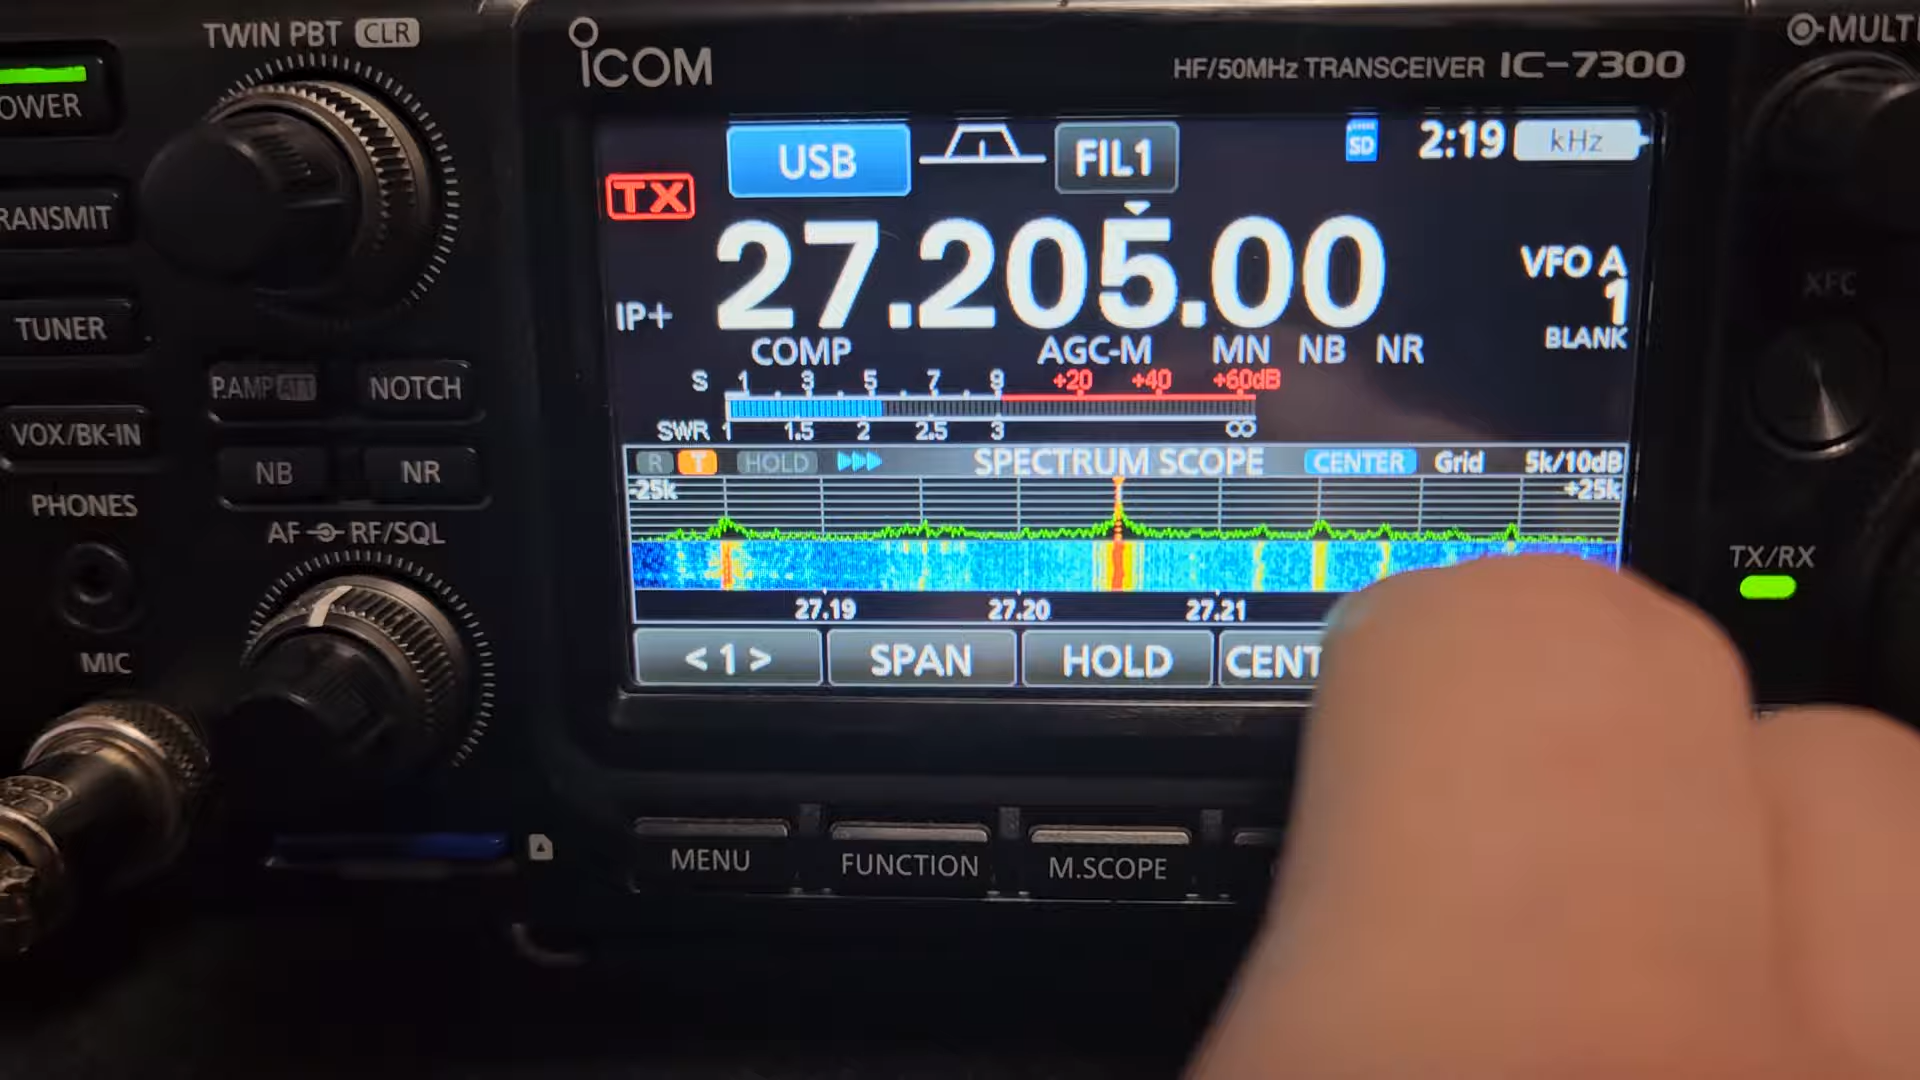 TWIN PBT CLR
ICOM
HF/50MHz TRANSCEIVER IC-7300
MULTI
OWER
USB
FIL1
SD
2:19
kHz
TX
RANSMIT
27.205.00
VFO A
1
BLANK
XFC
IP+
TUNER
COMP
AGC-M
MN
NB
NR
P.AMP ATT
NOTCH
S 1 3 5 7 9 +20 +40 +60dB
SWR 1 1.5 2 2.5 3 ∞
VOX/BK-IN
NB
NR
R
T
HOLD
SPECTRUM SCOPE
CENTER
Grid
5k/10dB
-25k
+25k
PHONES
AF RF/SQL
TX/RX
27.19
27.20
27.21
MIC
< 1 >
SPAN
HOLD
CENT
MENU
FUNCTION
M.SCOPE